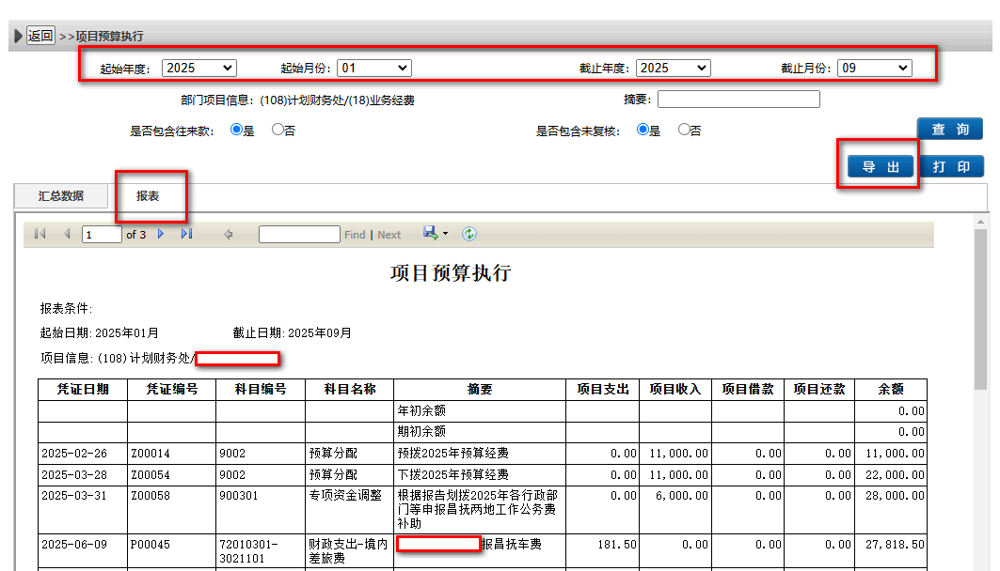 返回 >>项目预算执行
起始年度: 2025 起始月份: 01 截止年度: 2025 截止月份: 09
部门项目信息: (108)计划财务处/(18)业务经费 摘要:
是否包含往来款: 是 否 是否包含未复核: 是 否 查 询
导 出 打 印
汇总数据 报表
1 of 3 Find | Next
项目预算执行
报表条件:
起始日期: 2025年01月 截止日期: 2025年09月
项目信息: (108)计划财务处/
凭证日期 凭证编号 科目编号 科目名称 摘要 项目支出 项目收入 项目借款 项目还款 余额
年初余额 0.00
期初余额 0.00
2025-02-26 Z00014 9002 预算分配 预拨2025年预算经费 0.00 11,000.00 0.00 0.00 11,000.00
2025-03-28 Z00054 9002 预算分配 下拨2025年预算经费 0.00 11,000.00 0.00 0.00 22,000.00
2025-03-31 Z00058 900301 专项资金调整 根据报告划拨2025年各行政部 0.00 6,000.00 0.00 0.00 28,000.00
门等申报昌抚两地工作公务费
补助
2025-06-09 P00045 72010301- 财政支出-境内 报昌抚车费 181.50 0.00 0.00 0.00 27,818.50
3021101 差旅费